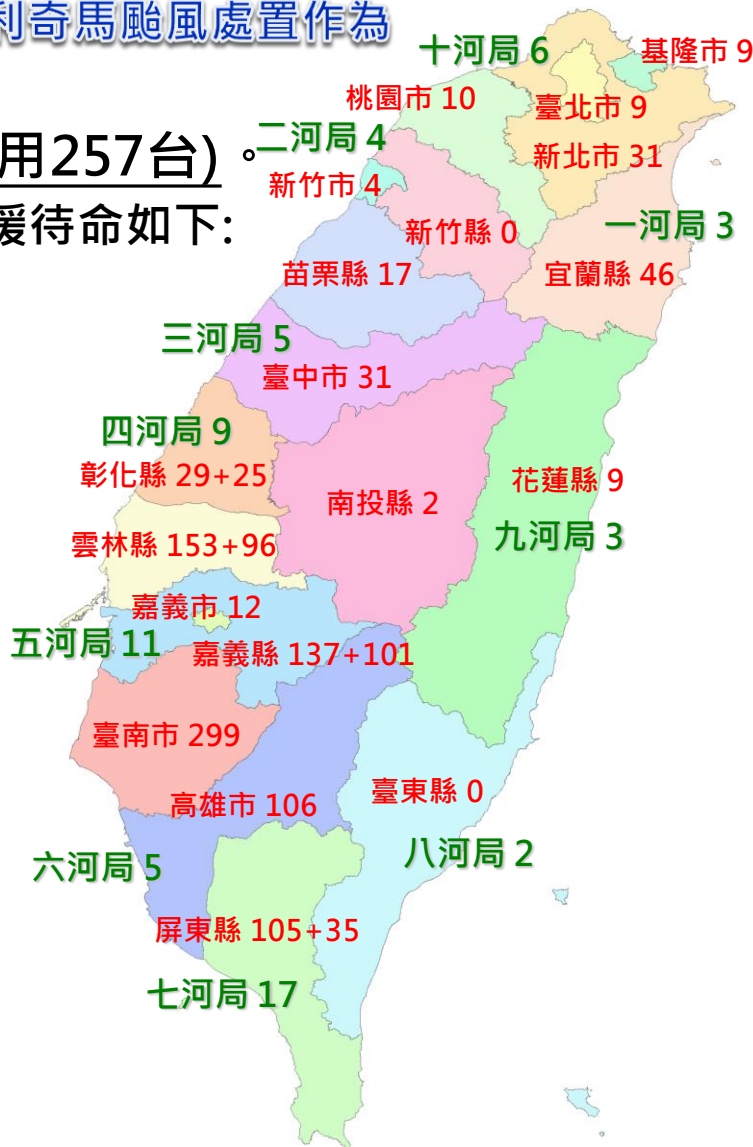 利奇馬颱風處置作為
用257台)。
援待命如下:
十河局 6
基隆市 9
桃園市 10
臺北市 9
二河局 4
新北市 31
新竹市 4
新竹縣 0
一河局 3
苗栗縣 17
宜蘭縣 46
三河局 5
臺中市 31
四河局 9
彰化縣 29+25
南投縣 2
花蓮縣 9
雲林縣 153+96
九河局 3
嘉義市 12
五河局 11
嘉義縣 137+101
臺南市 299
高雄市 106
臺東縣 0
六河局 5
八河局 2
屏東縣 105+35
七河局 17